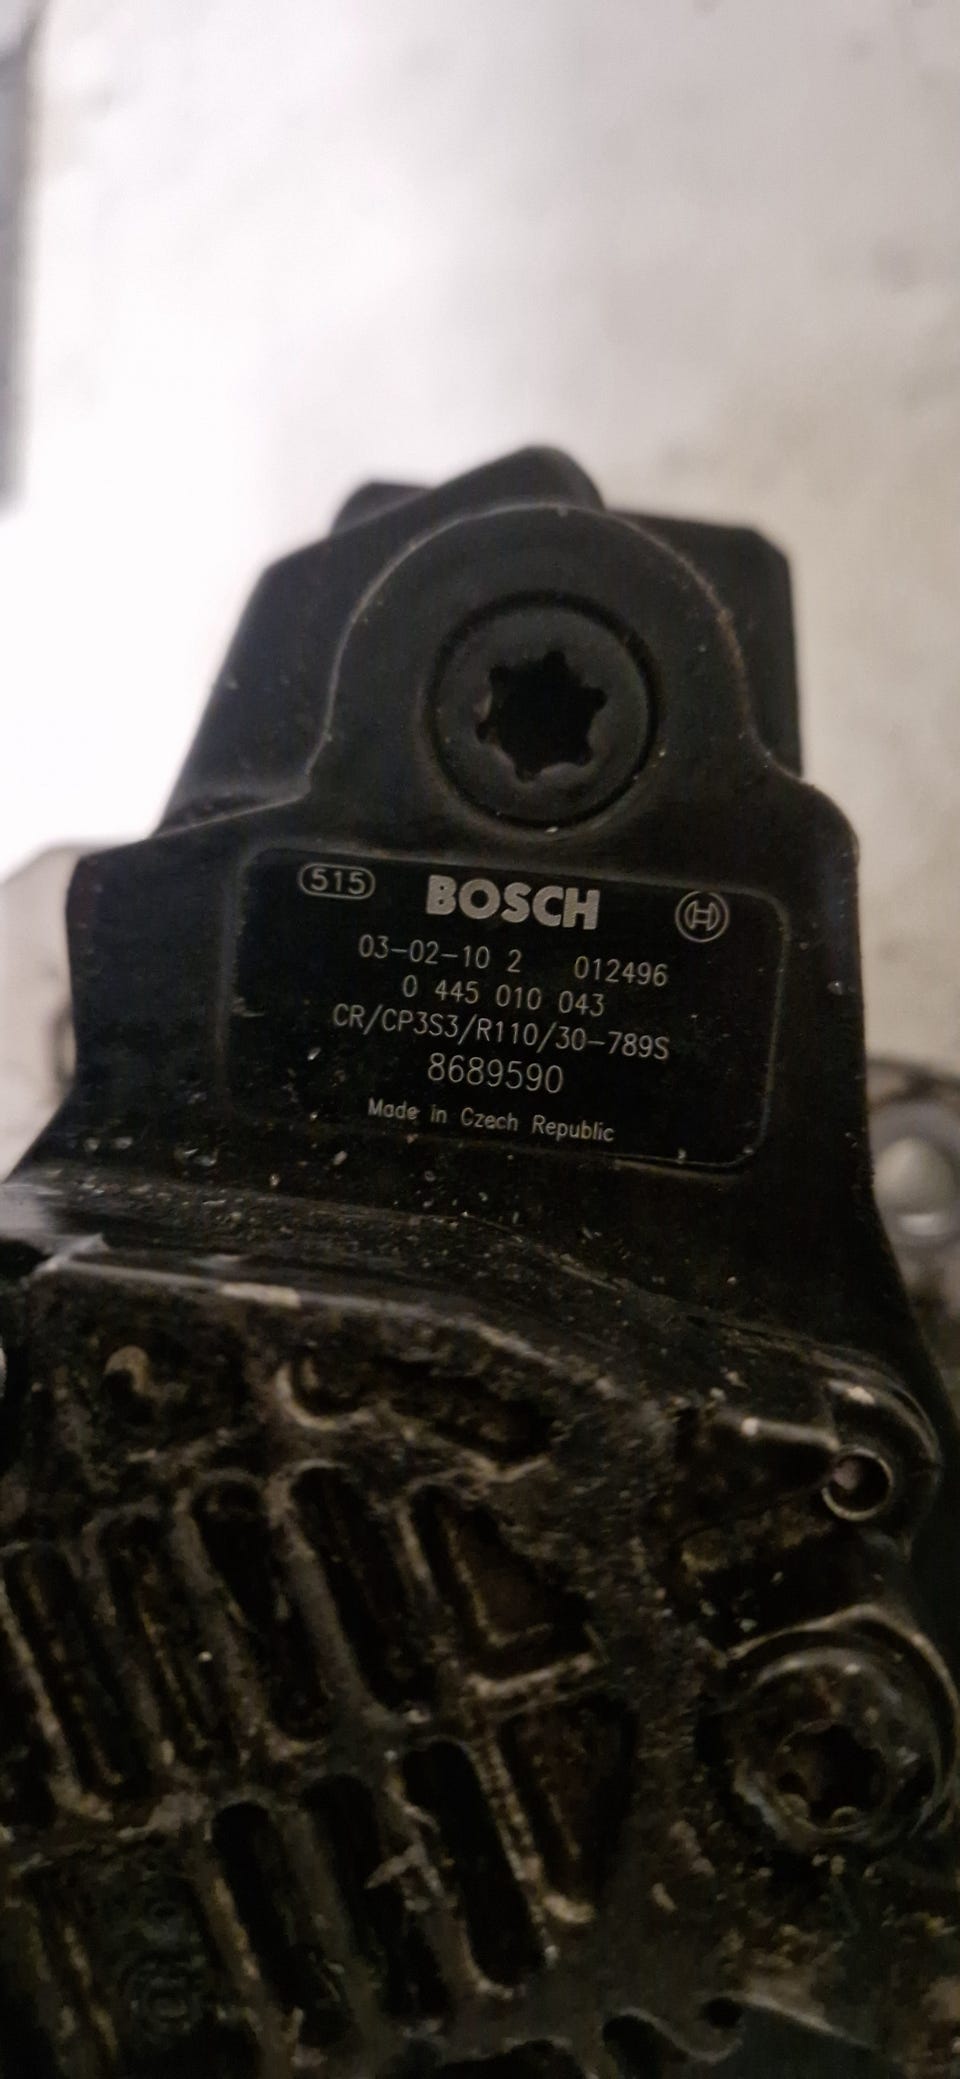 515 BOSCH
03-02-10 2 012496
0 445 010 043
CR/CP3S3/R110/30-789S
8689590
Made in Czech Republic